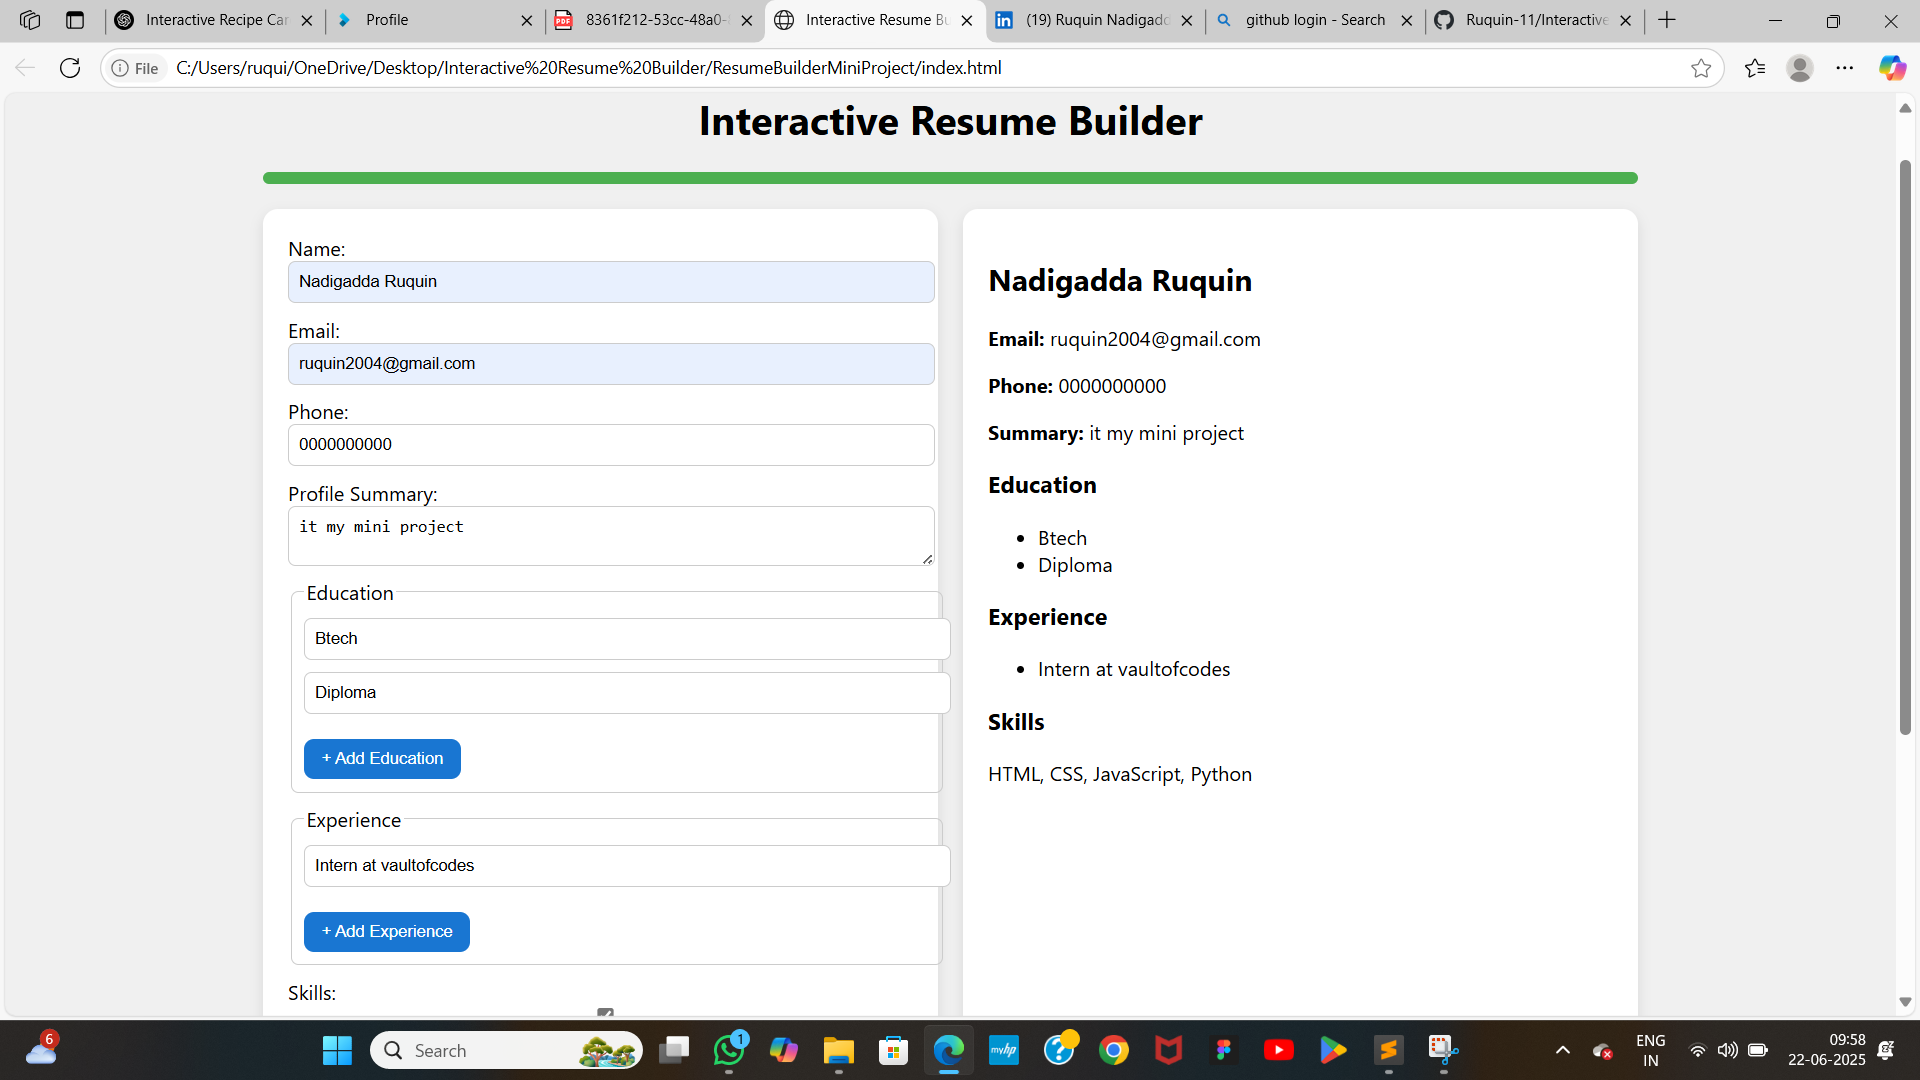 Interactive Recipe Car
Profile
8361f212-53cc-48a0-
Interactive Resume Bu
(19) Ruquin Nadigadd
github login - Search
Ruquin-11/Interactive
File
C:/Users/ruqui/OneDrive/Desktop/Interactive%20Resume%20Builder/ResumeBuilderMiniProject/index.html
Interactive Resume Builder
Name:
Nadigadda Ruquin
Email:
ruquin2004@gmail.com
Phone:
0000000000
Profile Summary:
it my mini project
Education
Btech
Diploma
+ Add Education
Experience
Intern at vaultofcodes
+ Add Experience
Skills:
Nadigadda Ruquin
Email: ruquin2004@gmail.com
Phone: 0000000000
Summary: it my mini project
Education
• Btech
• Diploma
Experience
• Intern at vaultofcodes
Skills
HTML, CSS, JavaScript, Python
6
Search
1
myhp
ENG
IN
09:58
22-06-2025